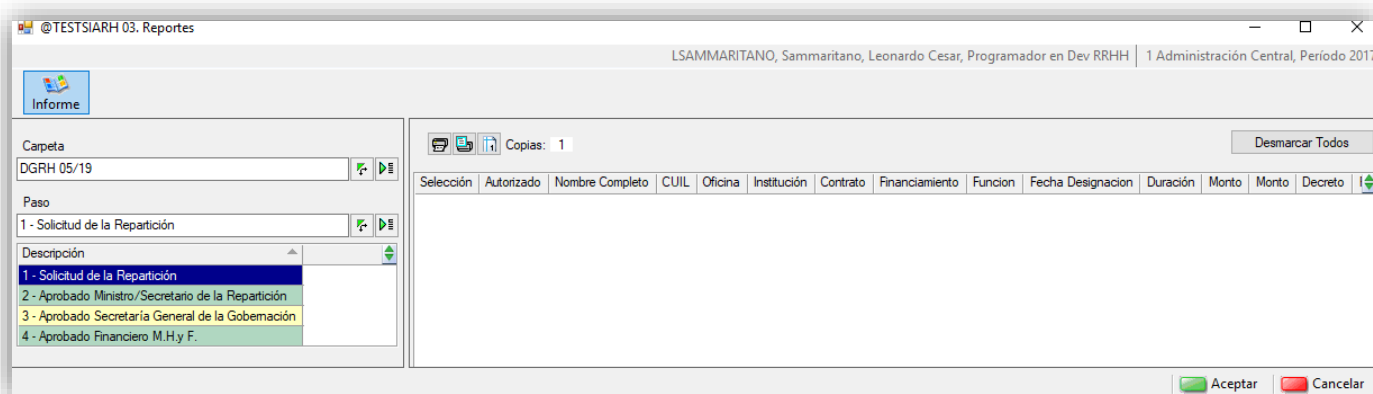 @TESTSIARH 03. Reportes
LSAMMARITANO, Sammaritano, Leonardo Cesar, Programador en Dev RRHH 1 Administración Central, Período 2017
Informe
Carpeta
DGRH 05/19
Paso
1 - Solicitud de la Repartición
Descripción
1 - Solicitud de la Repartición
2 - Aprobado Ministro/Secretario de la Repartición
3 - Aprobado Secretaría General de la Gobernación
4 - Aprobado Financiero M.H.y F.
Copias: 1
Desmarcar Todos
Selección Autorizado Nombre Completo CUIL Oficina Institución Contrato Financiamiento Funcion Fecha Designacion Duración Monto Monto Decreto
Aceptar Cancelar